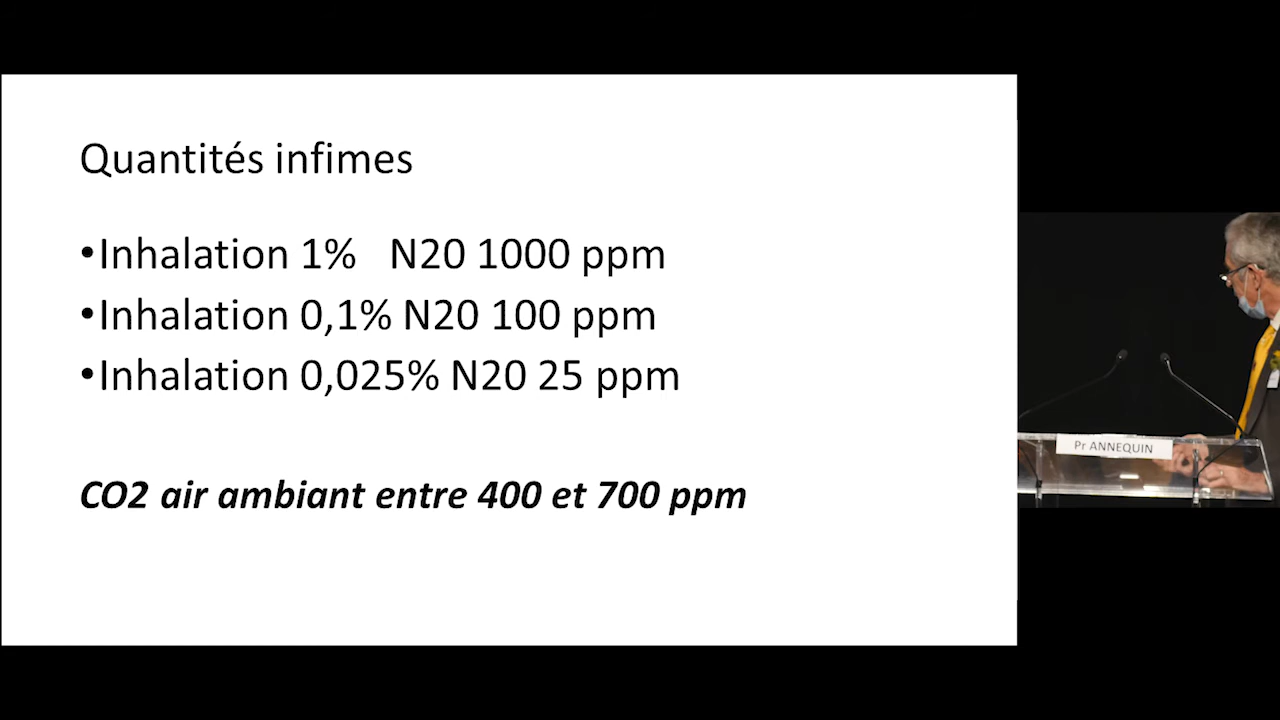 Quantités infimes
•Inhalation 1% N20 1000 ppm
•Inhalation 0,1% N20 100 ppm
•Inhalation 0,025% N20 25 ppm
CO2 air ambiant entre 400 et 700 ppm
Pr ANNEQUIN